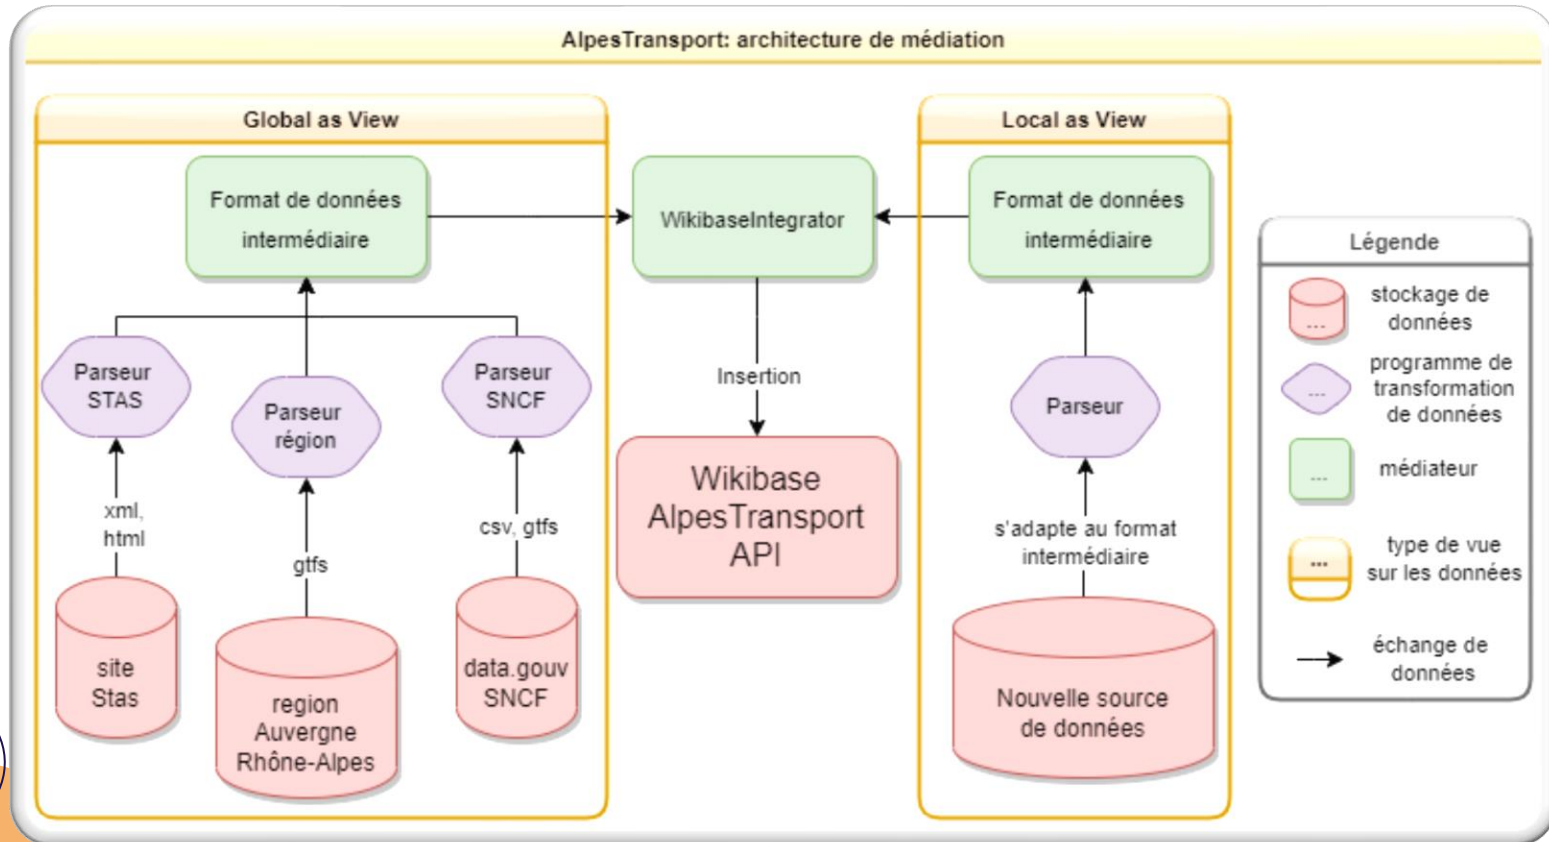 AlpesTransport: architecture de médiation
Global as View
Format de données
intermédiaire
Parseur
STAS
Parseur
région
Parseur
SNCF
xml,
html
gtfs
csv, gtfs
site
Stas
region
Auvergne
Rhône-Alpes
data.gouv
SNCF
WikibaseIntegrator
Insertion
Wikibase
AlpesTransport
API
Local as View
Format de données
intermédiaire
Parseur
s'adapte au format
intermédiaire
Nouvelle source
de données
Légende
...
stockage de
données
...
programme de
transformation
de données
...
médiateur
...
type de vue
sur les données
échange de
données